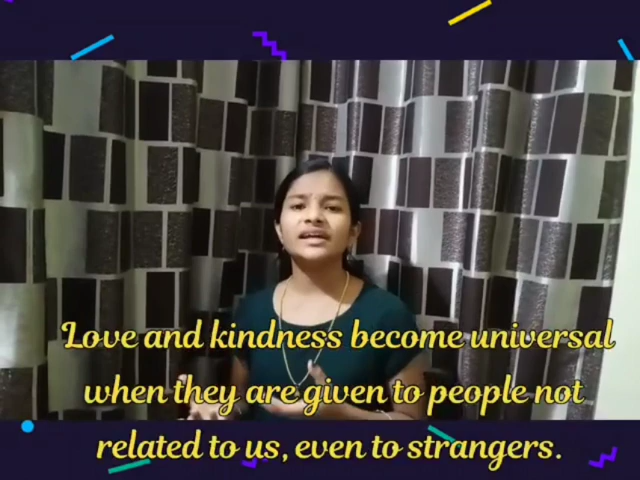 Love and kindness become universal
when they are given to people not
related to us, even to strangers.